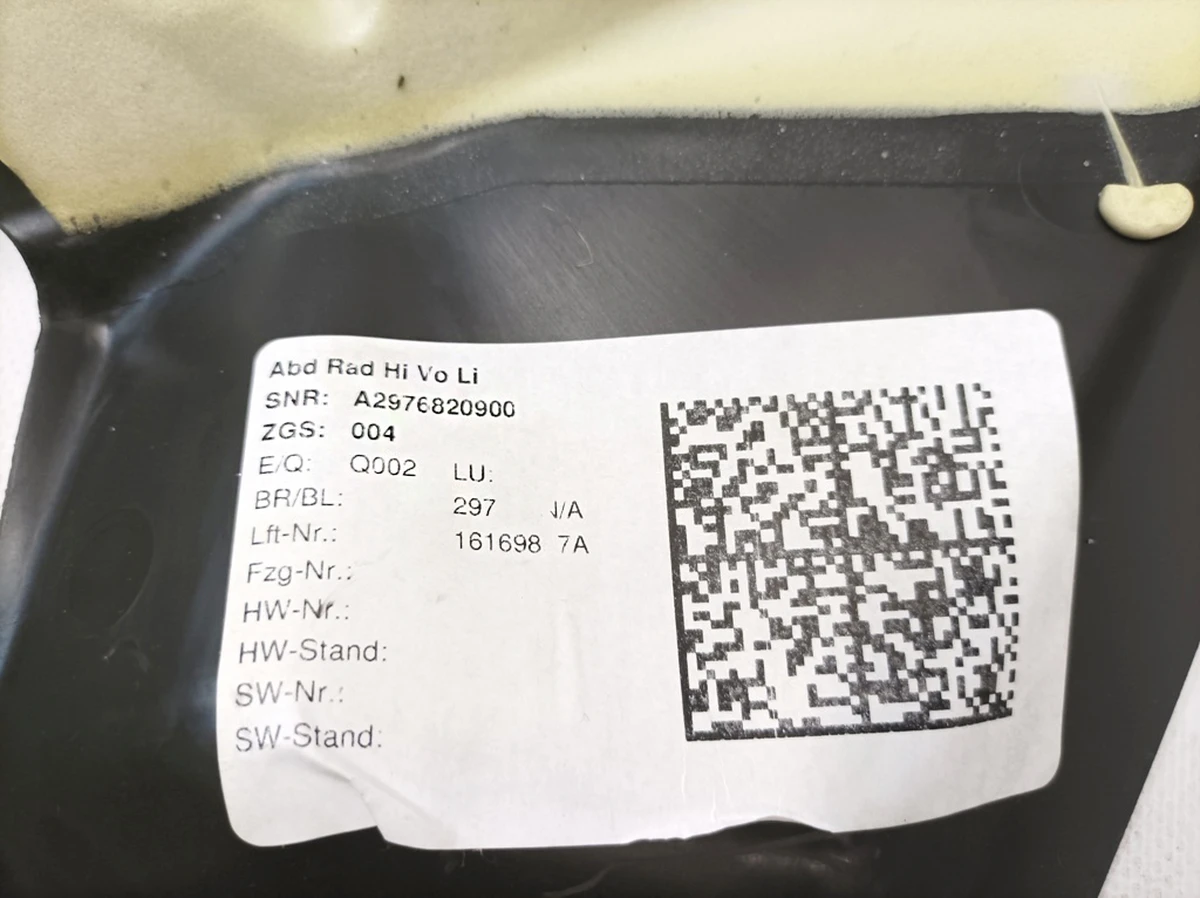 Abd Rad Hi Vo Li
SNR: A2976820900
ZGS: 004
E/Q: Q002 LU:
BR/BL: 297 /A
Lft-Nr.: 161698 7A
Fzg-Nr.:
HW-Nr.:
HW-Stand:
SW-Nr.:
SW-Stand: